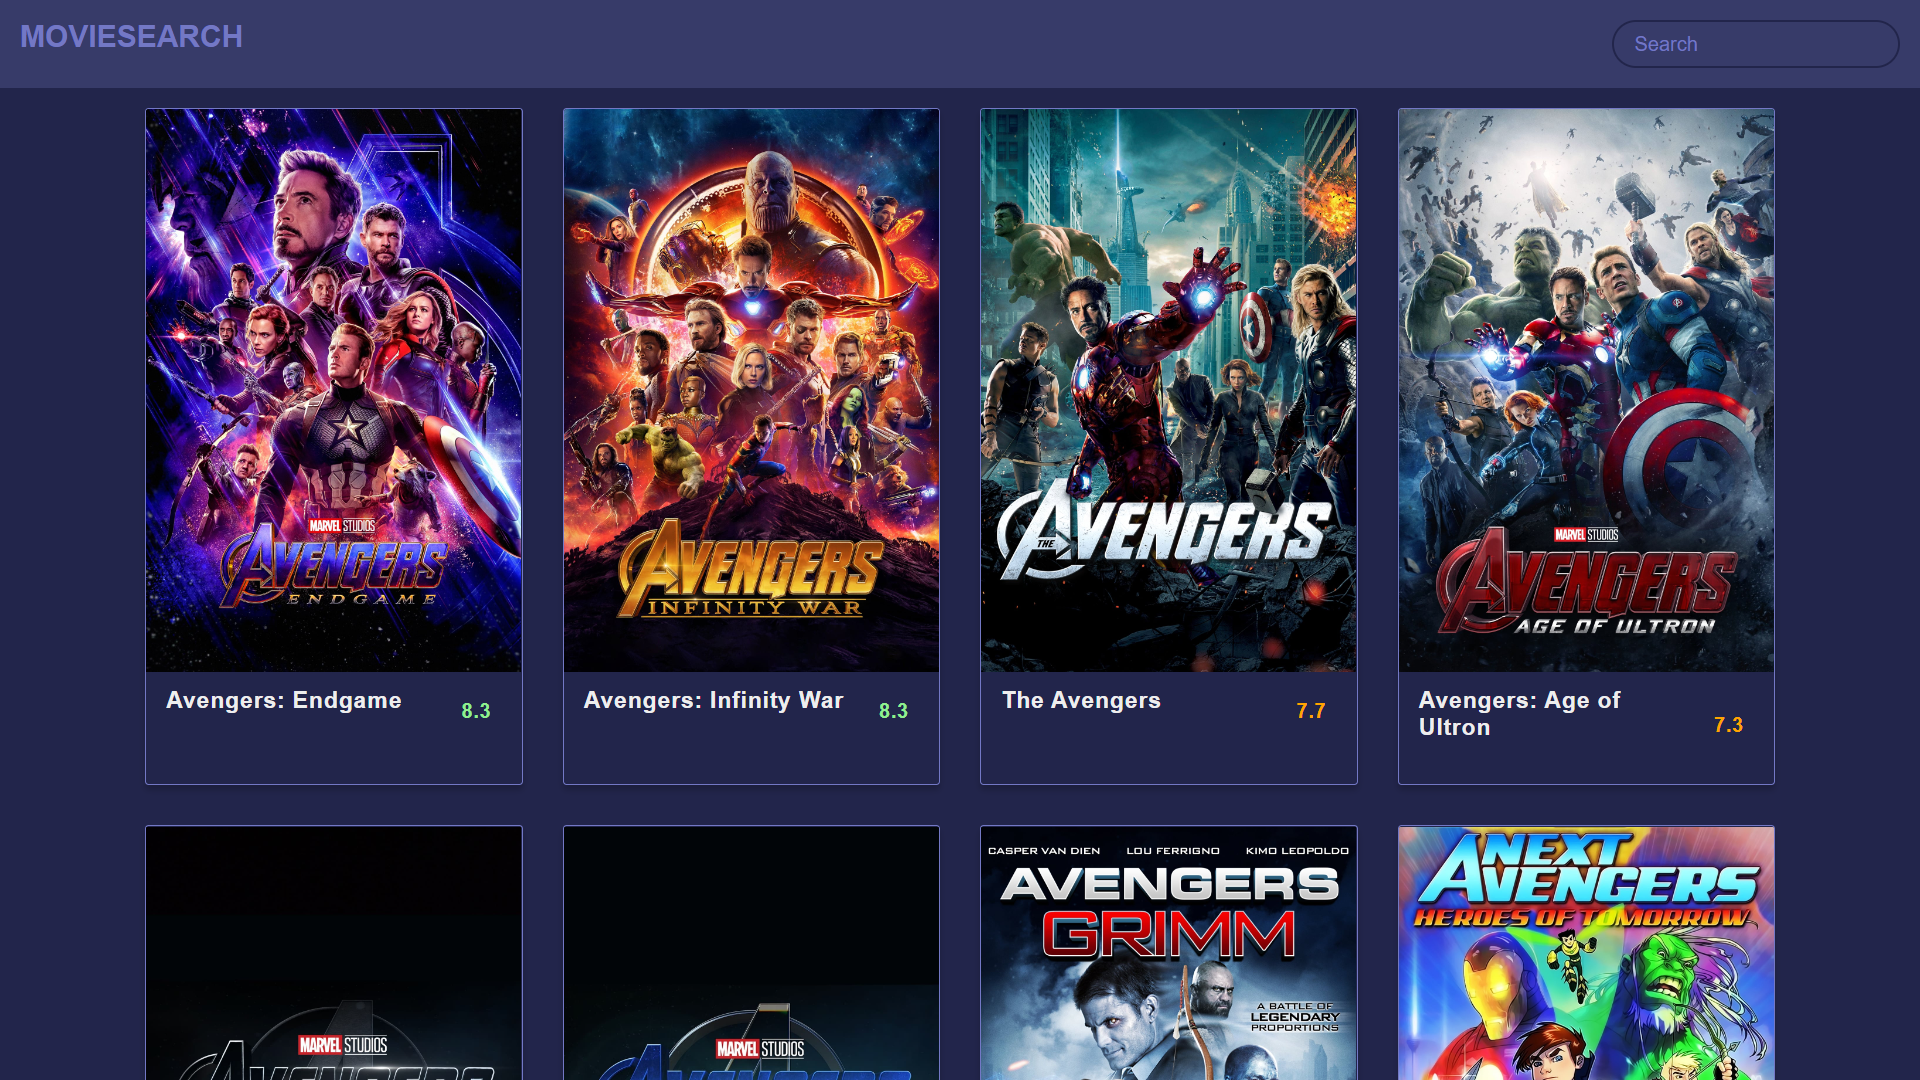 MOVIESEARCH
Search
MARVEL STUDIOS
AVENGERS
ENDGAME
AVENGERS
INFINITY WAR
THE AVENGERS
MARVEL STUDIOS
AVENGERS
AGE OF ULTRON
Avengers: Endgame
8.3
Avengers: Infinity War
8.3
The Avengers
7.7
Avengers: Age of
Ultron
7.3
MARVEL STUDIOS
AVENGERS
MARVEL STUDIOS
AVENGERS
CASPER VAN DIEN LOU FERRIGNO KIMO LEOPOLDO
AVENGERS
GRIMM
A BATTLE OF
LEGENDARY
PROPORTIONS
NEXT
AVENGERS
HEROES OF TOMORROW